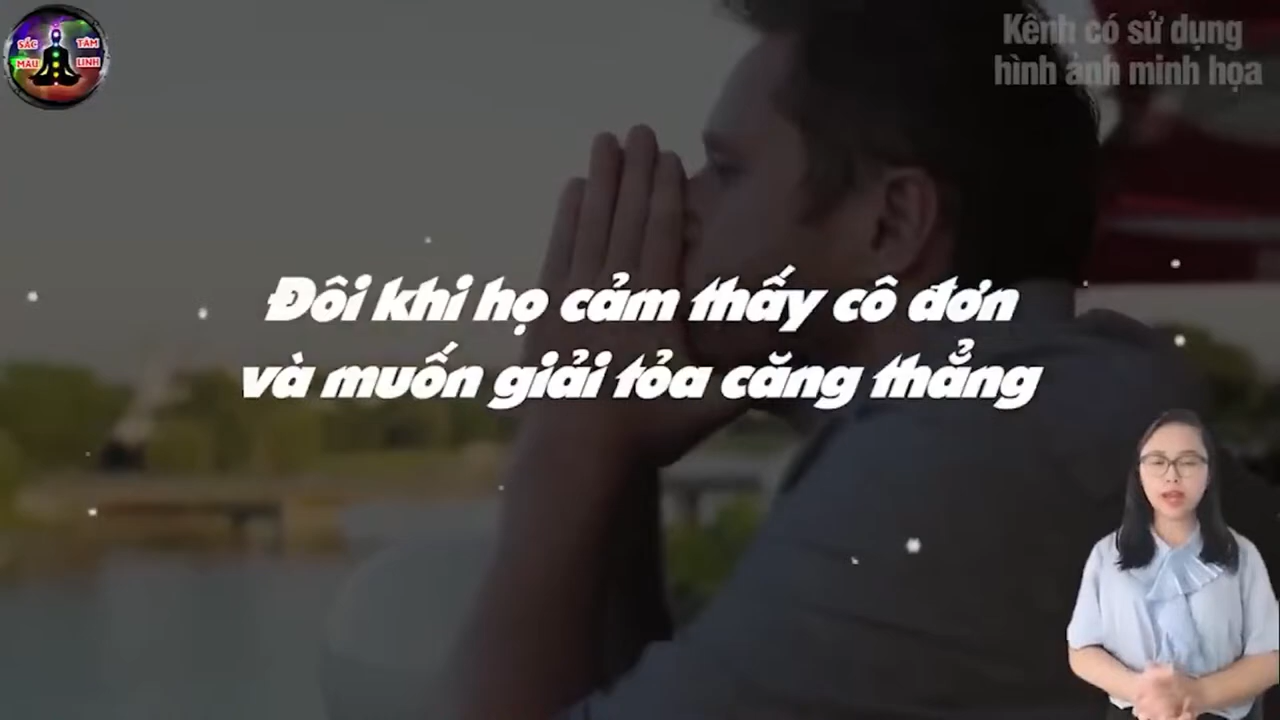 SẮC TÂM
MÀU LINH
Kênh có sử dụng
hình ảnh minh họa
Đôi khi họ cảm thấy cô đơn
và muốn giải tỏa căng thẳng